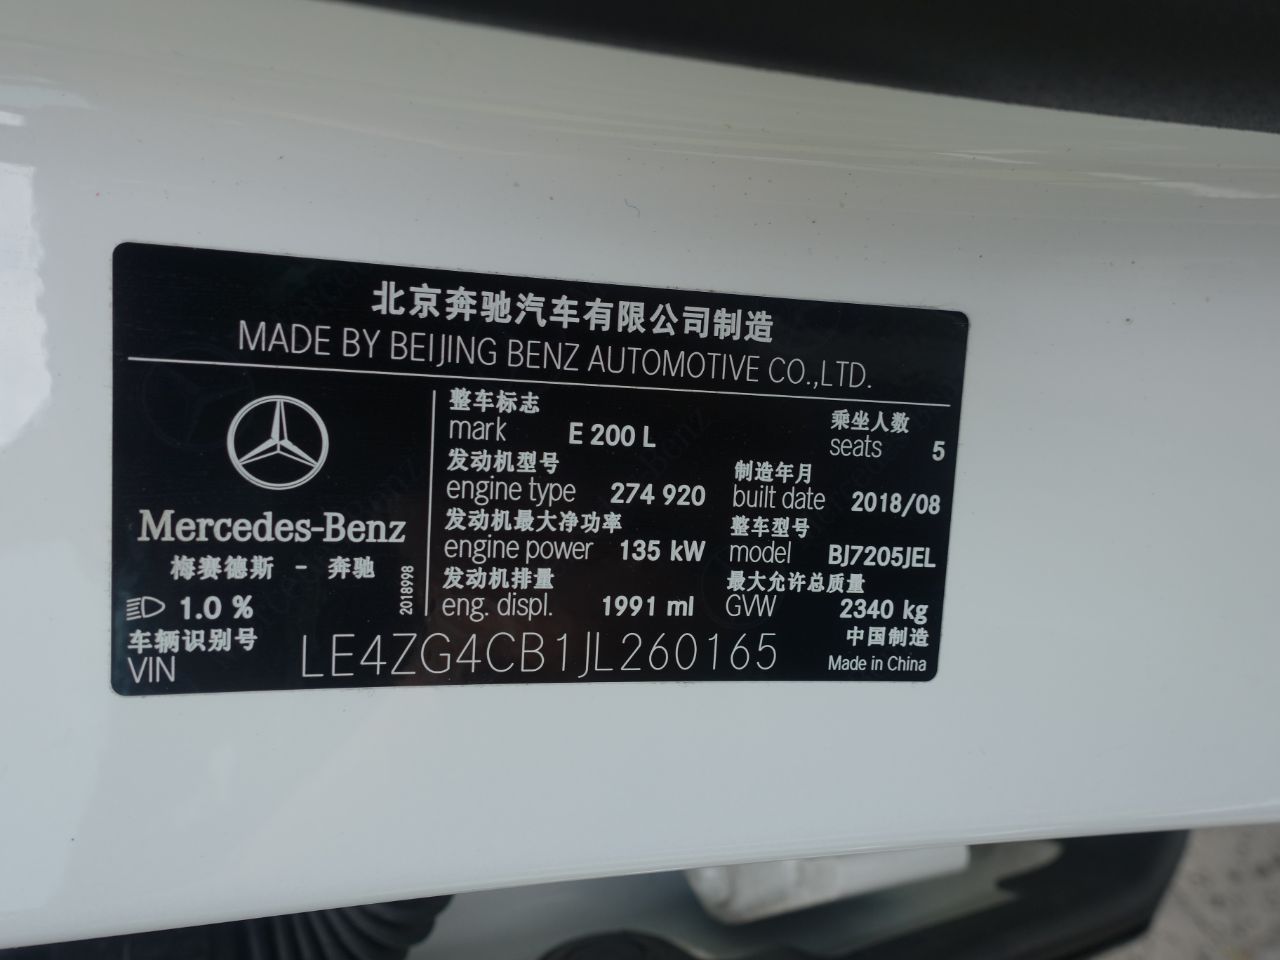 北京奔驰汽车有限公司制造
MADE BY BEIJING BENZ AUTOMOTIVE CO.,LTD.
Mercedes-Benz
梅赛德斯 - 奔驰
1.0 %
2018998
整车标志
mark E 200 L
乘坐人数
seats 5
发动机型号
engine type 274 920
制造年月
built date 2018/08
发动机最大净功率
engine power 135 kW
整车型号
model BJ7205JEL
发动机排量
eng. displ. 1991 ml
最大允许总质量
GVW 2340 kg
车辆识别号
VIN LE4ZG4CB1JL260165
中国制造
Made in China